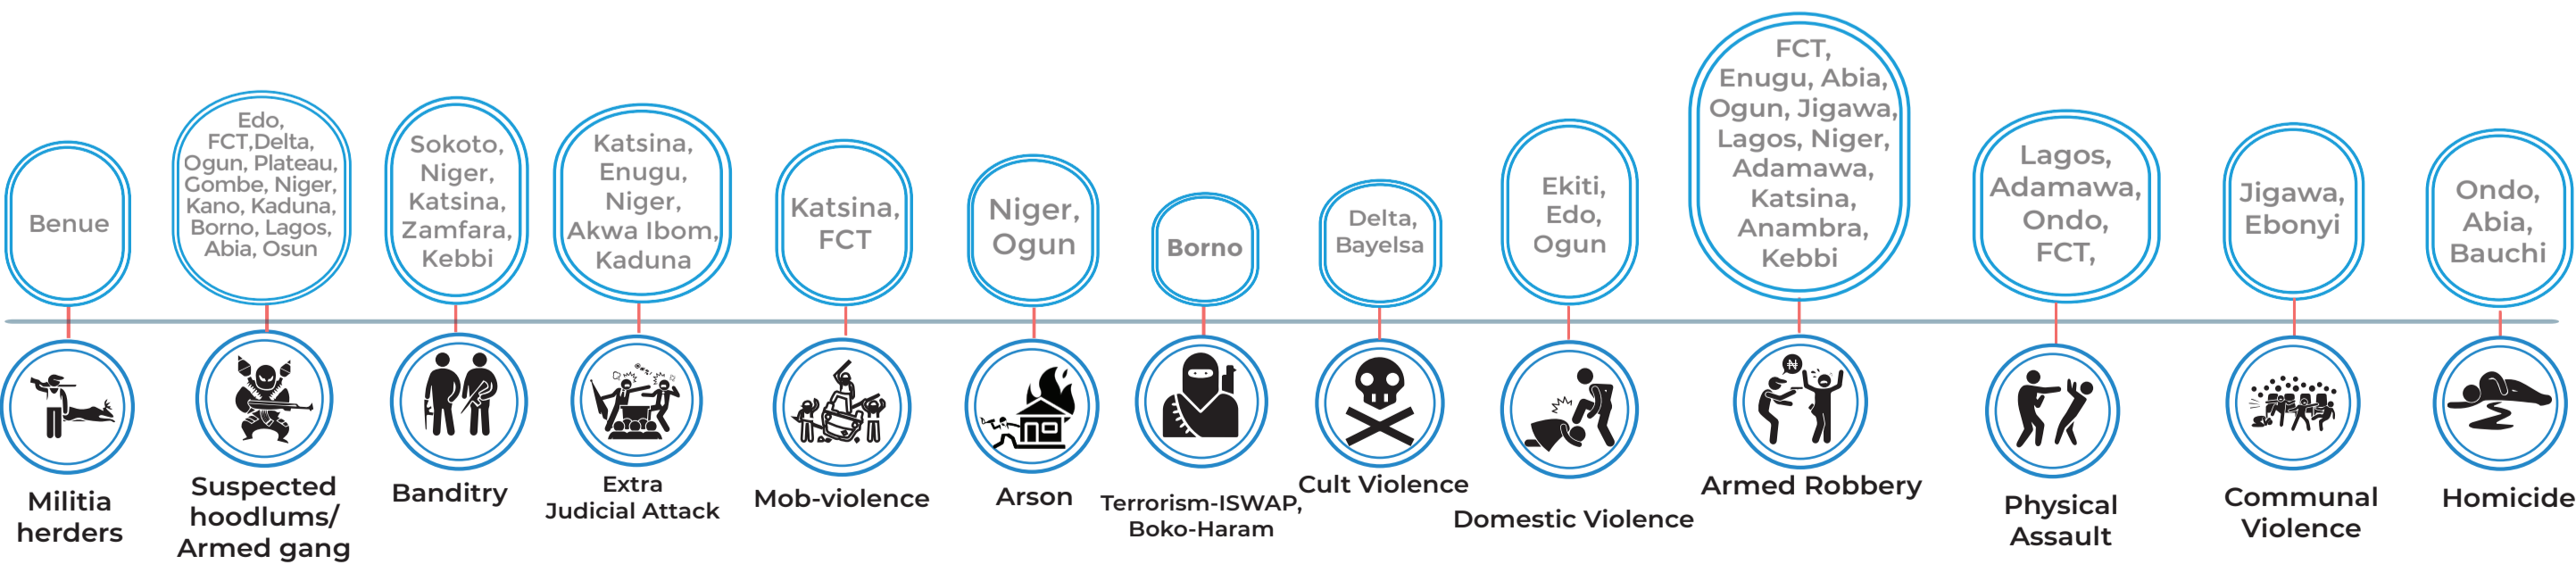 Benue
Militia
herders
Edo,
FCT,Delta,
Ogun, Plateau,
Gombe, Niger,
Kano, Kaduna,
Borno, Lagos,
Abia, Osun
Suspected
hoodlums/
Armed gang
Sokoto,
Niger,
Katsina,
Zamfara,
Kebbi
Banditry
Katsina,
Enugu,
Niger,
Akwa Ibom,
Kaduna
Extra
Judicial Attack
Katsina,
FCT
Mob-violence
Niger,
Ogun
Arson
Borno
Terrorism-ISWAP,
Boko-Haram
Delta,
Bayelsa
Cult Violence
Ekiti,
Edo,
Ogun
Domestic Violence
FCT,
Enugu, Abia,
Ogun, Jigawa,
Lagos, Niger,
Adamawa,
Katsina,
Anambra,
Kebbi
₦
Armed Robbery
Lagos,
Adamawa,
Ondo,
FCT,
Physical
Assault
Jigawa,
Ebonyi
Communal
Violence
Ondo,
Abia,
Bauchi
Homicide